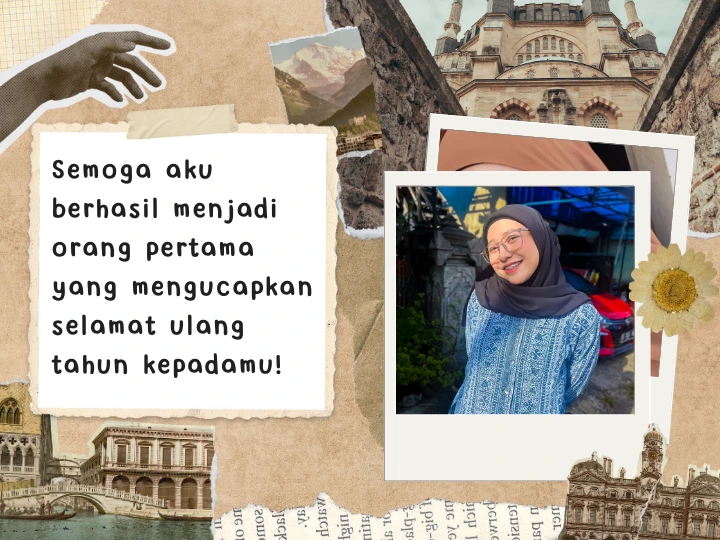 Semoga aku
berhasil menjadi
orang pertama
yang mengucapkan
selamat ulang
tahun kepadamu!